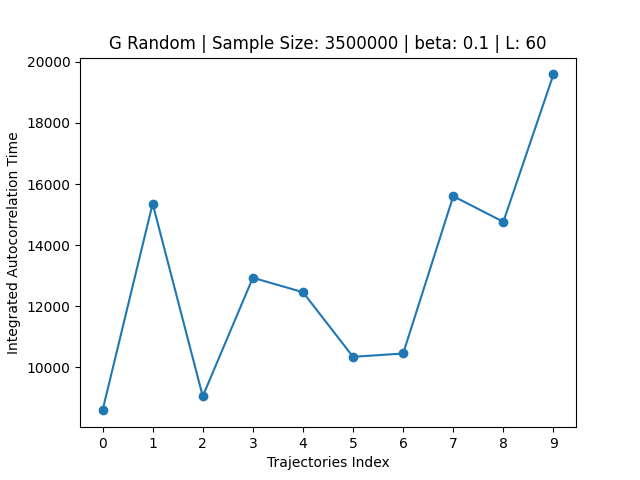 G Random | Sample Size: 3500000 | beta: 0.1 | L: 60
Integrated Autocorrelation Time
20000
18000
16000
14000
12000
10000
0 1 2 3 4 5 6 7 8 9
Trajectories Index